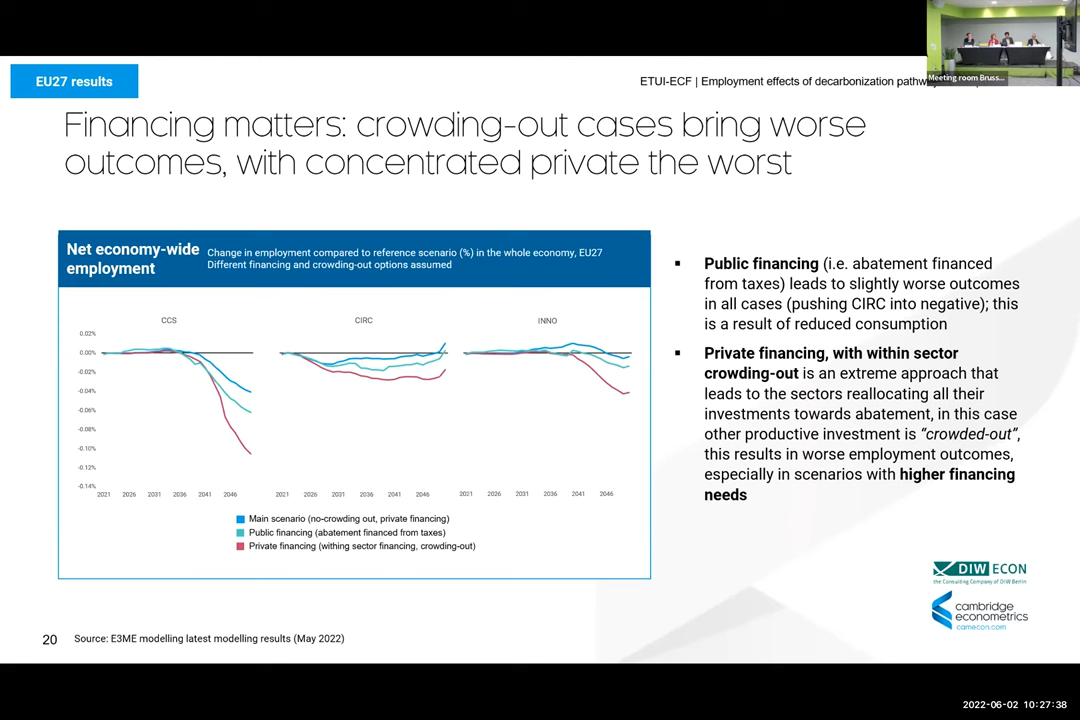 EU27 results
ETUI-ECF | Employment effects of decarbonization
Meeting room Bruss...
Financing matters: crowding-out cases bring worse
outcomes, with concentrated private the worst
Net economy-wide
employment
Change in employment compared to reference scenario (%) in the whole economy, EU27
Different financing and crowding-out options assumed
CCS CIRC INNO
0.02%
0.00%
-0.02%
-0.04%
-0.06%
-0.08%
-0.10%
-0.12%
-0.14%
2021 2026 2031 2036 2041 2046 2021 2026 2031 2036 2041 2046 2021 2026 2031 2036 2041 2046
Main scenario (no-crowding out, private financing)
Public financing (abatement financed from taxes)
Private financing (withing sector financing, crowding-out)
▪ Public financing (i.e. abatement financed
from taxes) leads to slightly worse outcomes
in all cases (pushing CIRC into negative); this
is a result of reduced consumption
▪ Private financing, with within sector
crowding-out is an extreme approach that
leads to the sectors reallocating all their
investments towards abatement, in this case
other productive investment is “crowded-out”,
this results in worse employment outcomes,
especially in scenarios with higher financing
needs
DIW ECON
the Consulting Company of DIW Berlin
cambridge
econometrics
camecon.com
20 Source: E3ME modelling latest modelling results (May 2022)
2022-06-02 10:27:38